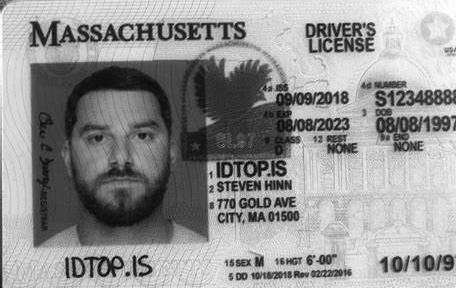 MASSACHUSETTS
DRIVER'S
LICENSE
4a ISS
09/09/2018
4d NUMBER
S12348888
4b EXP
08/08/2023
3 DOB
08/08/1997
9 CLASS
D
12 REST
NONE
9a END
NONE
1 IDTOP.IS
2 STEVEN HINN
8 770 GOLD AVE
CITY, MA 01500
15 SEX M 16 HGT 6'-00"
10/10/9
5 DD 10/18/2018 Rev 02/22/2016
IDTOP.IS